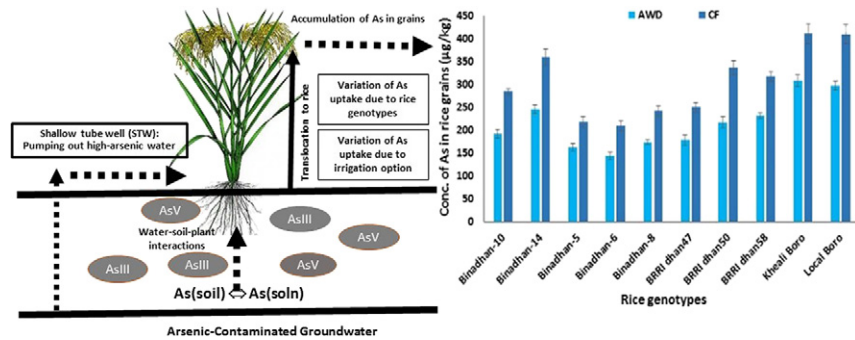 Accumulation of As in grains
Translocation to rice
Variation of As
uptake due to rice
genotypes
Variation of As
uptake due to
irrigation option
Shallow tube well (STW):
Pumping out high-arsenic water
AsV
AsIII
Water-soil-plant
interactions
AsV
AsIII
AsIII
AsV
As(soil) ⇔ As(soln)
Arsenic-Contaminated Groundwater
AWD
CF
Conc. of As in rice grains (µg/kg)
450
400
350
300
250
200
150
100
50
0
Binadhan-10
Binadhan-14
Binadhan-5
Binadhan-6
Binadhan-8
BRRI dhan47
BRRI dhan50
BRRI dhan58
Kheali Boro
Local Boro
Rice genotypes